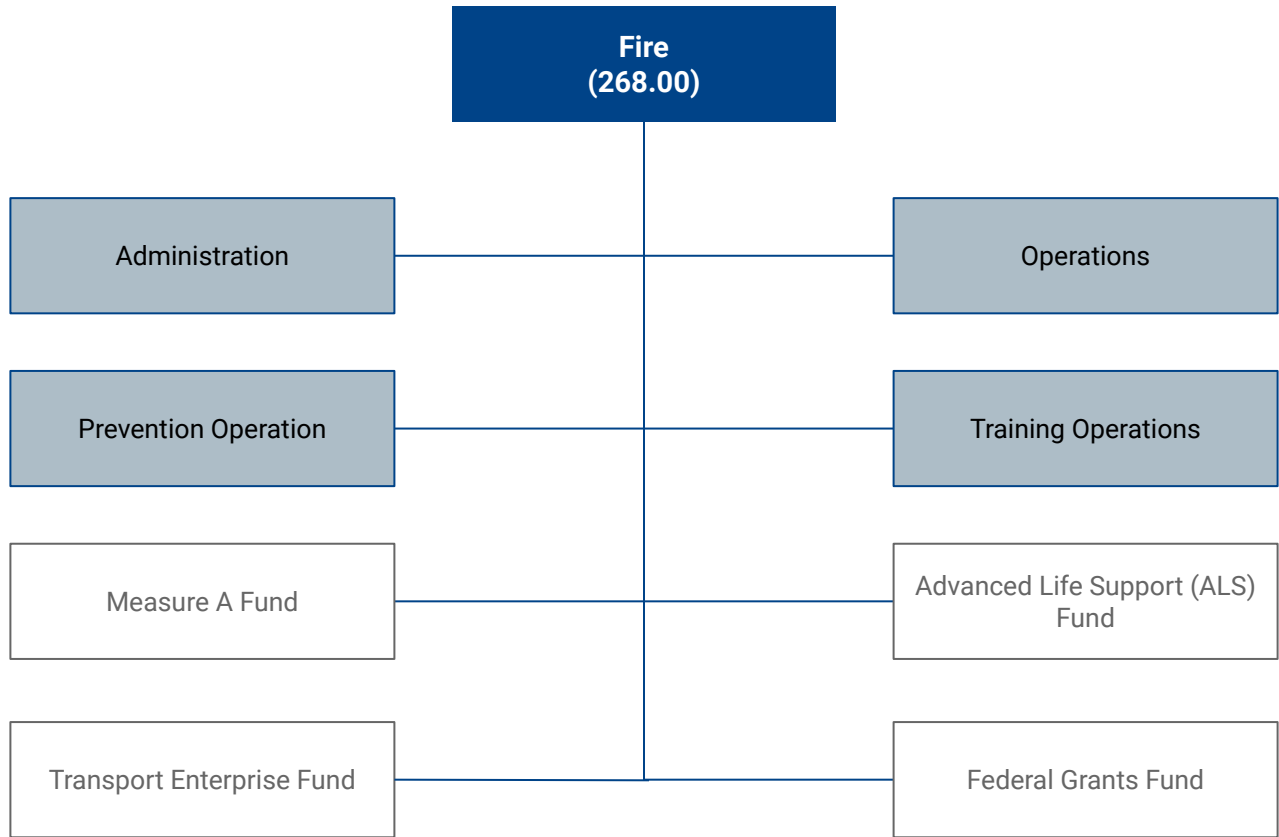 Fire
(268.00)
Administration
Operations
Prevention Operation
Training Operations
Measure A Fund
Advanced Life Support (ALS)
Fund
Transport Enterprise Fund
Federal Grants Fund